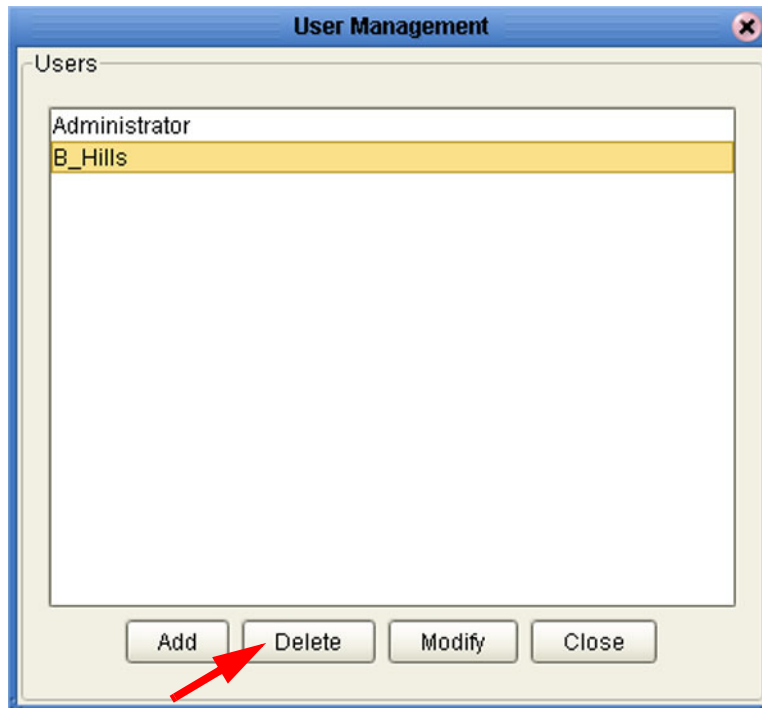 User Management
Users
Administrator
B_Hills
Add Delete Modify Close